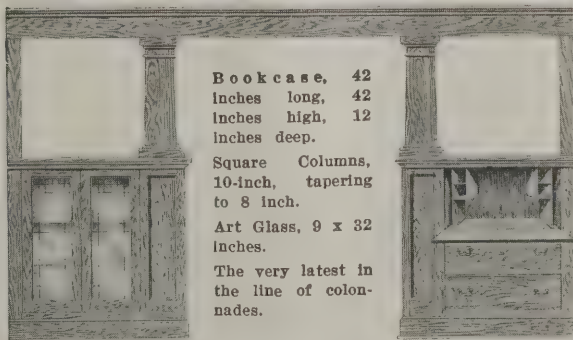 Bookcase, 42
inches long, 42
inches high, 12
inches deep.
Square Columns,
10-inch, tapering
to 8 inch.
Art Glass, 9 x 32
inches.
The very latest in
the line of colon-
nades.